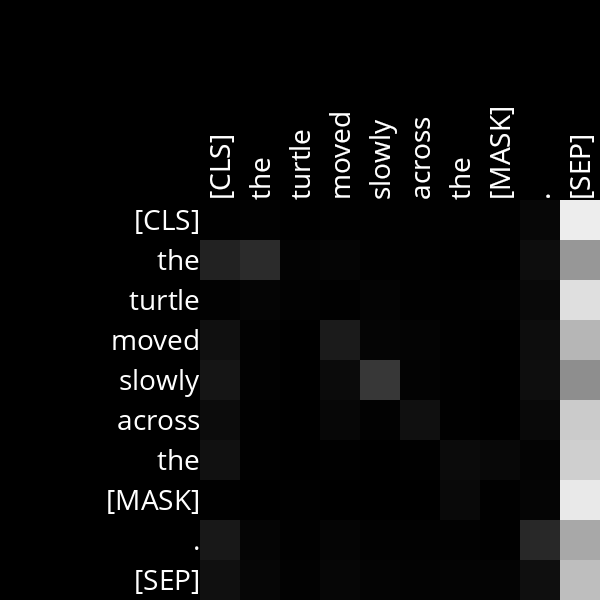 [CLS] the turtle moved slowly across the [MASK] . [SEP]
[CLS]
the
turtle
moved
slowly
across
the
[MASK]
.
[SEP]